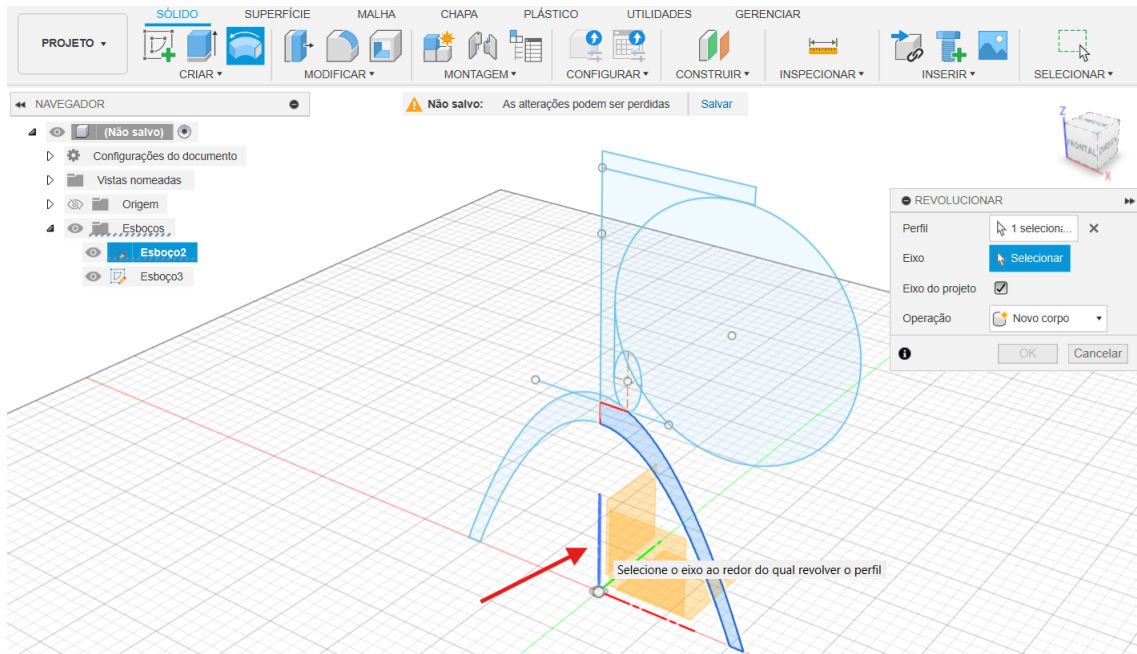 SÓLIDO SUPERFÍCIE MALHA CHAPA PLÁSTICO UTILIDADES GERENCIAR
PROJETO
CRIAR MODIFICAR MONTAGEM CONFIGURAR CONSTRUIR INSPECIONAR INSERIR SELECIONAR
NAVEGADOR
Não salvo: As alterações podem ser perdidas Salvar
(Não salvo)
Configurações do documento
Vistas nomeadas
Origem
Esboços
Esboço2
Esboço3
Z
FRONTAL
X
REVOLUCIONAR
Perfil 1 seleciona...
Eixo Selecionar
Eixo do projeto
Operação Novo corpo
OK Cancelar
Selecione o eixo ao redor do qual revolver o perfil